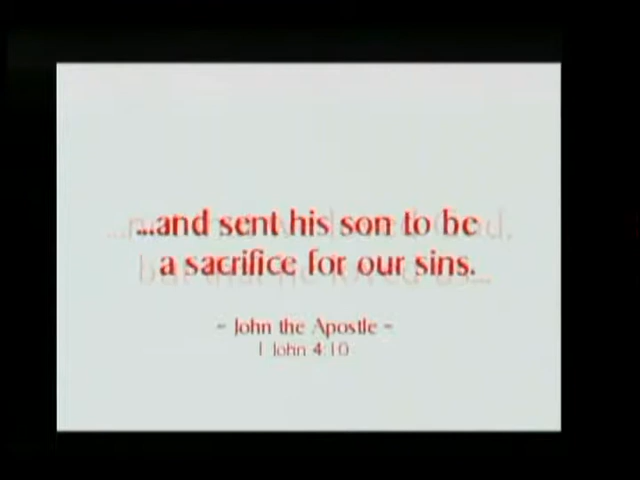 ...and sent his son to be
a sacrifice for our sins.
- John the Apostle -
1 John 4:10